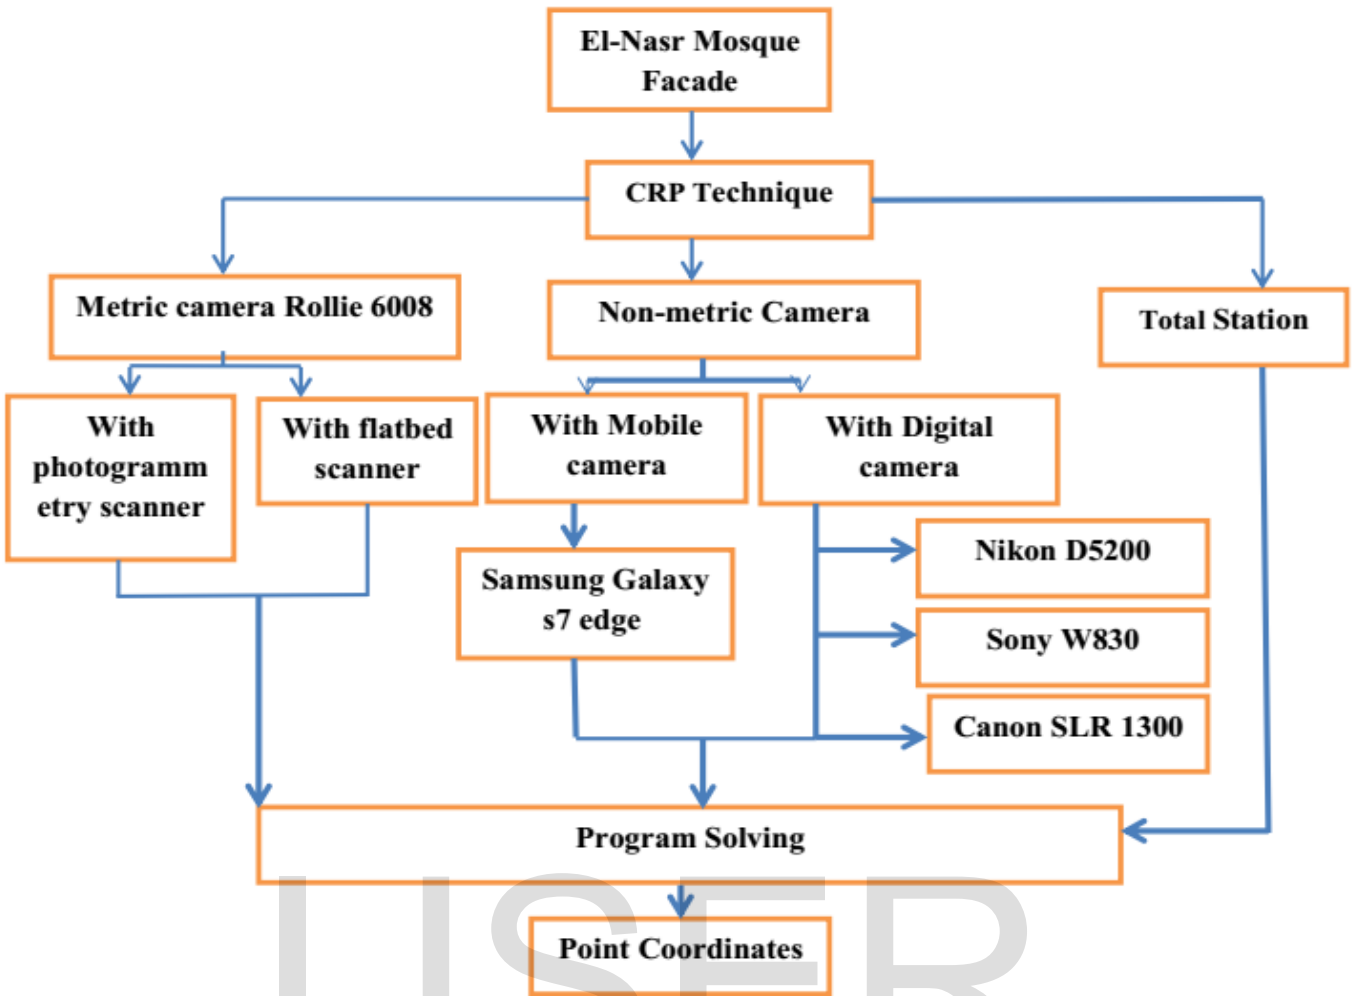 El-Nasr Mosque
Facade
CRP Technique
Metric camera Rollie 6008
Non-metric Camera
Total Station
With
photogramm
etry scanner
With flatbed
scanner
With Mobile
camera
With Digital
camera
Samsung Galaxy
s7 edge
Nikon D5200
Sony W830
Canon SLR 1300
Program Solving
Point Coordinates